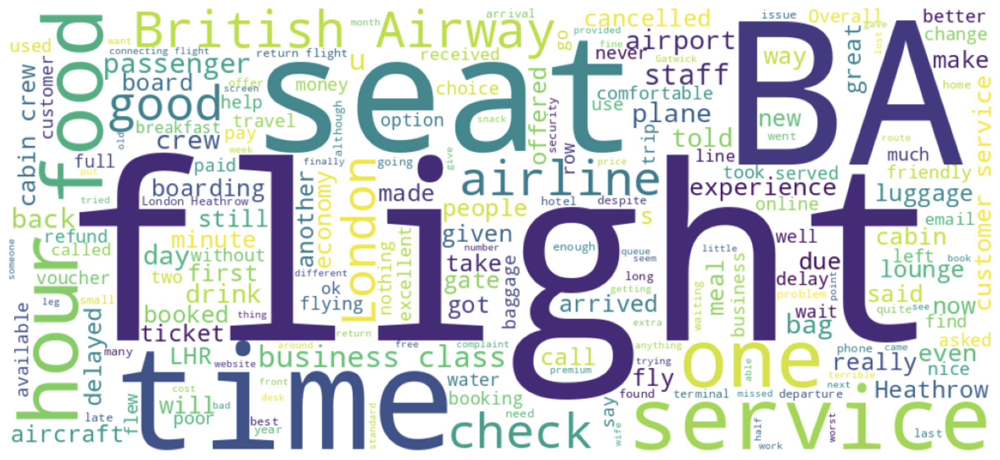 British Airway
arrival
month
cancelled
issue
Overall
gave
better
food
want
used
connecting flight
return flight
received
go
provided
fine
airport
never
Gatwick
way
lost
great
change
make
passenger
u
seat
BA
staff
customer
cabin crew
board
offer
screen
money
choice
offered
comfortable
home
good
help
use
customer service
breakfast
travel
option
snack
security
plane
new
old
crew
pay
although
trip
told
went
route
week
full
put
paid
finally
going
give
row
price
line
much
London
airline
took
served
friendly
tried
boarding
another
economy
made
experience
luggage
London Heathrow
people
hotel
despite
online
back
flight
still
s
email
refund
minute
given
well
cabin
someone
called
excellent
nothing
number
enough
queue
seem
little
hour
day
without
take
baggage
due
left
book
voucher
two
first
different
gate
long
meal
business
delay
lounge
drink
ok
getting
waiting
problem
point
said
leg
small
flying
got
arrived
wait
quite
see
now
available
delayed
booked
thing
extra
bag
find
ticket
return
asked
many
around
free
complaint
anything
one
phone
came
LHR
website
business class
call
trying
really
even
premium
able
terrible
nice
time
front
water
fly
next
cost
desk
booking
found
terminal
missed
departure
Heathrow
flew
will
bad
say
service
late
poor
best
need
aircraft
year
standard
check
wife
half
work
worst
last